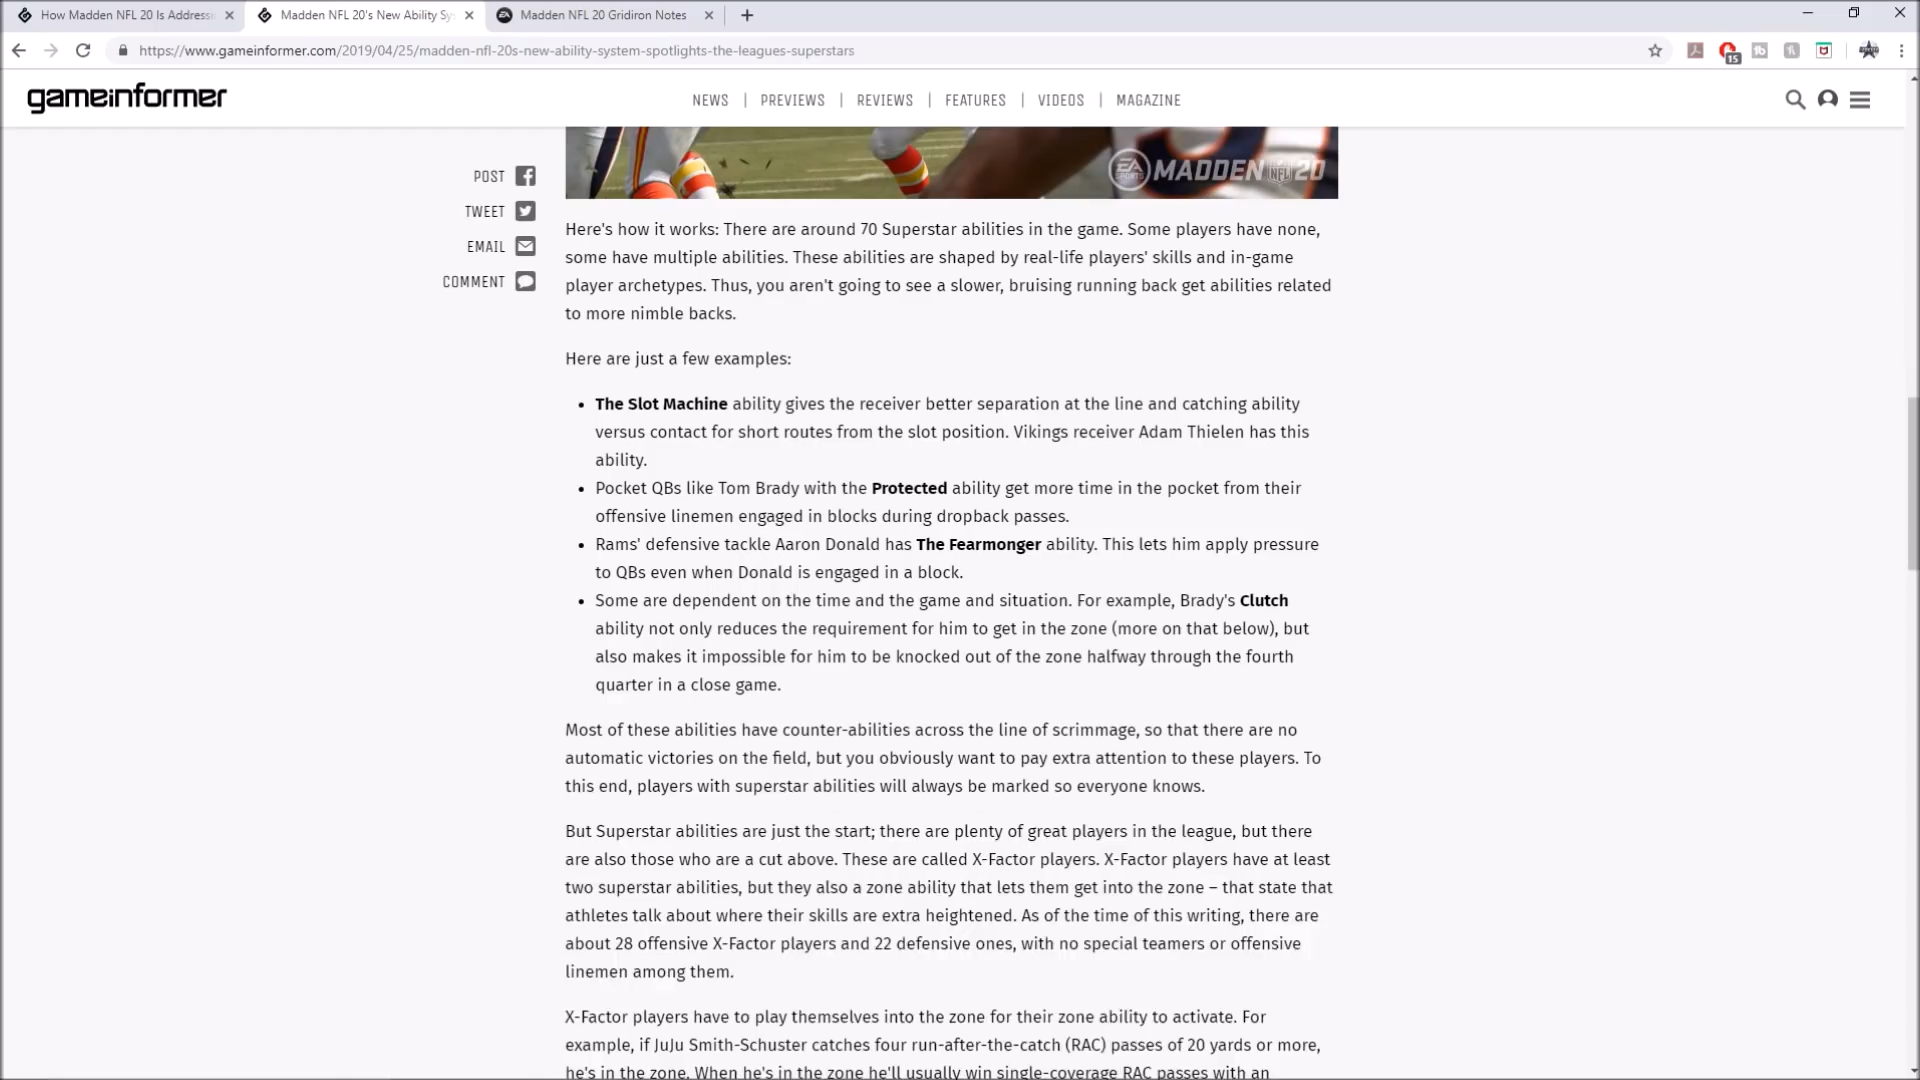 How Madden NFL 20 Is Addressi
Madden NFL 20's New Ability Sy
Madden NFL 20 Gridiron Notes
https://www.gameinformer.com/2019/04/25/madden-nfl-20s-new-ability-system-spotlights-the-leagues-superstars
15
gameinformer
NEWS | PREVIEWS | REVIEWS | FEATURES | VIDEOS | MAGAZINE
EA SPORTS MADDEN NFL 20
POST
TWEET
EMAIL
COMMENT
Here's how it works: There are around 70 Superstar abilities in the game. Some players have none,
some have multiple abilities. These abilities are shaped by real-life players' skills and in-game
player archetypes. Thus, you aren't going to see a slower, bruising running back get abilities related
to more nimble backs.
Here are just a few examples:
• The Slot Machine ability gives the receiver better separation at the line and catching ability
versus contact for short routes from the slot position. Vikings receiver Adam Thielen has this
ability.
• Pocket QBs like Tom Brady with the Protected ability get more time in the pocket from their
offensive linemen engaged in blocks during dropback passes.
• Rams' defensive tackle Aaron Donald has The Fearmonger ability. This lets him apply pressure
to QBs even when Donald is engaged in a block.
• Some are dependent on the time and the game and situation. For example, Brady's Clutch
ability not only reduces the requirement for him to get in the zone (more on that below), but
also makes it impossible for him to be knocked out of the zone halfway through the fourth
quarter in a close game.
Most of these abilities have counter-abilities across the line of scrimmage, so that there are no
automatic victories on the field, but you obviously want to pay extra attention to these players. To
this end, players with superstar abilities will always be marked so everyone knows.
But Superstar abilities are just the start; there are plenty of great players in the league, but there
are also those who are a cut above. These are called X-Factor players. X-Factor players have at least
two superstar abilities, but they also a zone ability that lets them get into the zone – that state that
athletes talk about where their skills are extra heightened. As of the time of this writing, there are
about 28 offensive X-Factor players and 22 defensive ones, with no special teamers or offensive
linemen among them.
X-Factor players have to play themselves into the zone for their zone ability to activate. For
example, if JuJu Smith-Schuster catches four run-after-the-catch (RAC) passes of 20 yards or more,
he's in the zone. When he's in the zone he'll usually win single-coverage RAC passes with an